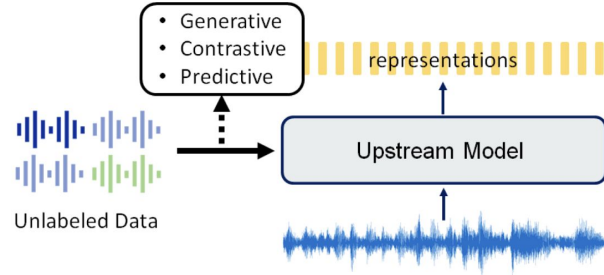 • Generative
• Contrastive
• Predictive
representations
Upstream Model
Unlabeled Data